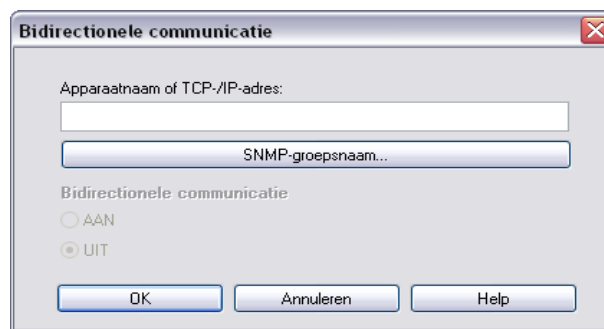 Bidirectionele communicatie
Apparaatnaam of TCP-/IP-adres:
SNMP-groepsnaam...
Bidirectionele communicatie
AAN
UIT
OK Annuleren Help